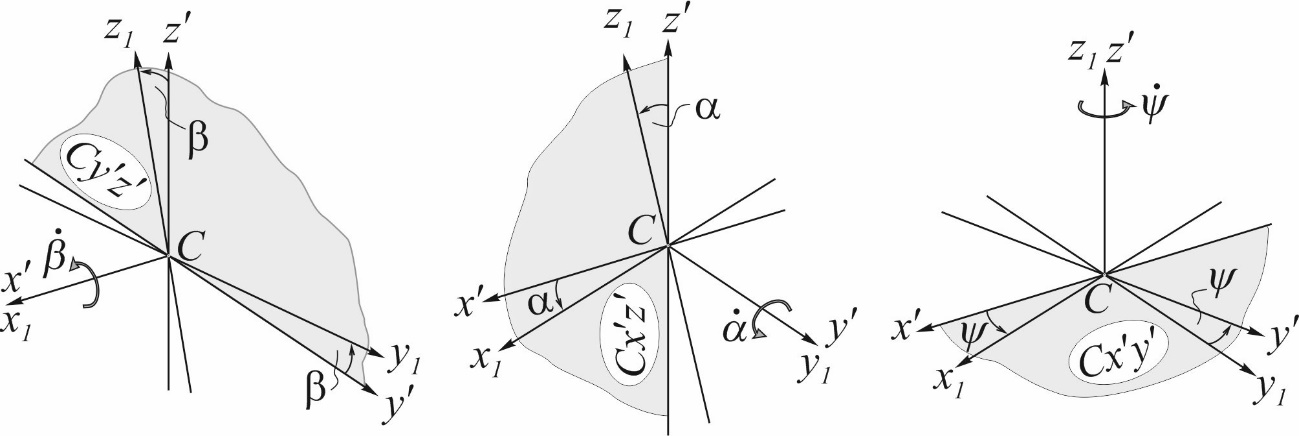 z₁ z′
β
Cy′z′
C
β̇
x′
x₁
β
y₁
y′
z₁ z′
α
C
x′
α
x₁
Cx′z′
α̇
y′
y₁
z₁ z′
ψ̇
C
ψ
x′
ψ
x₁
Cx′y′
y′
y₁